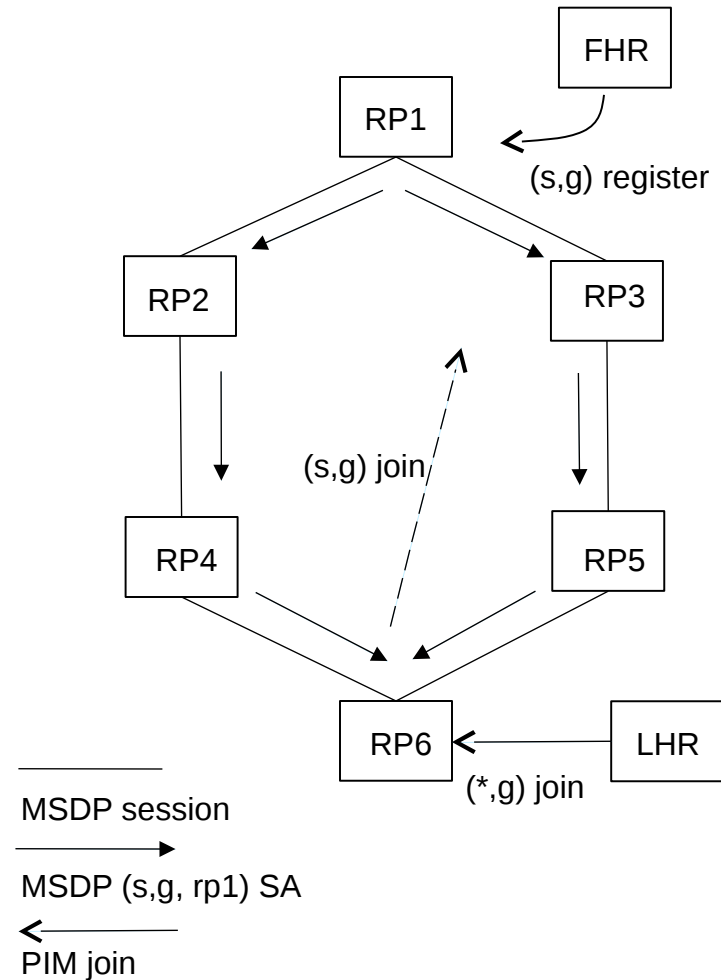 FHR
RP1
(s,g) register
RP2
RP3
(s,g) join
RP4
RP5
RP6
LHR
(*,g) join
MSDP session
MSDP (s,g, rp1) SA
PIM join